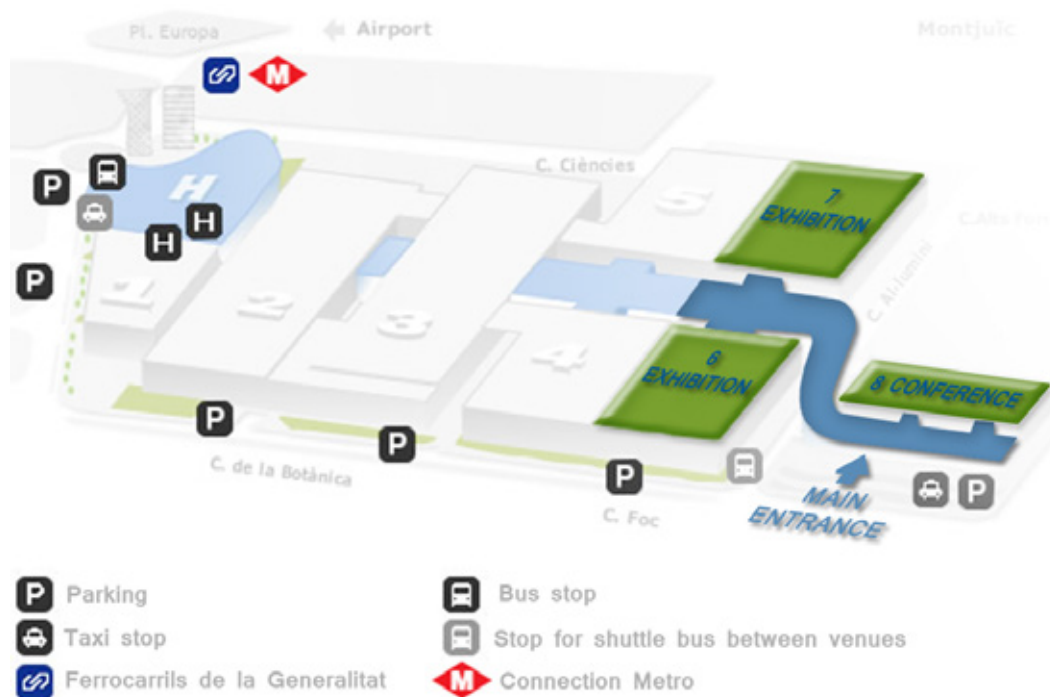 Pl. Europa
Airport
Montjuïc
M
C. Ciències
P
H
7
EXHIBITION
5
H
H
P
1
2
3
4
C. Al·lumini
6
EXHIBITION
8 CONFERENCE
P
P
P
C. de la Botànica
C. Foc
MAIN
ENTRANCE
P
P Parking
Bus stop
Taxi stop
Stop for shuttle bus between venues
Ferrocarrils de la Generalitat
M Connection Metro